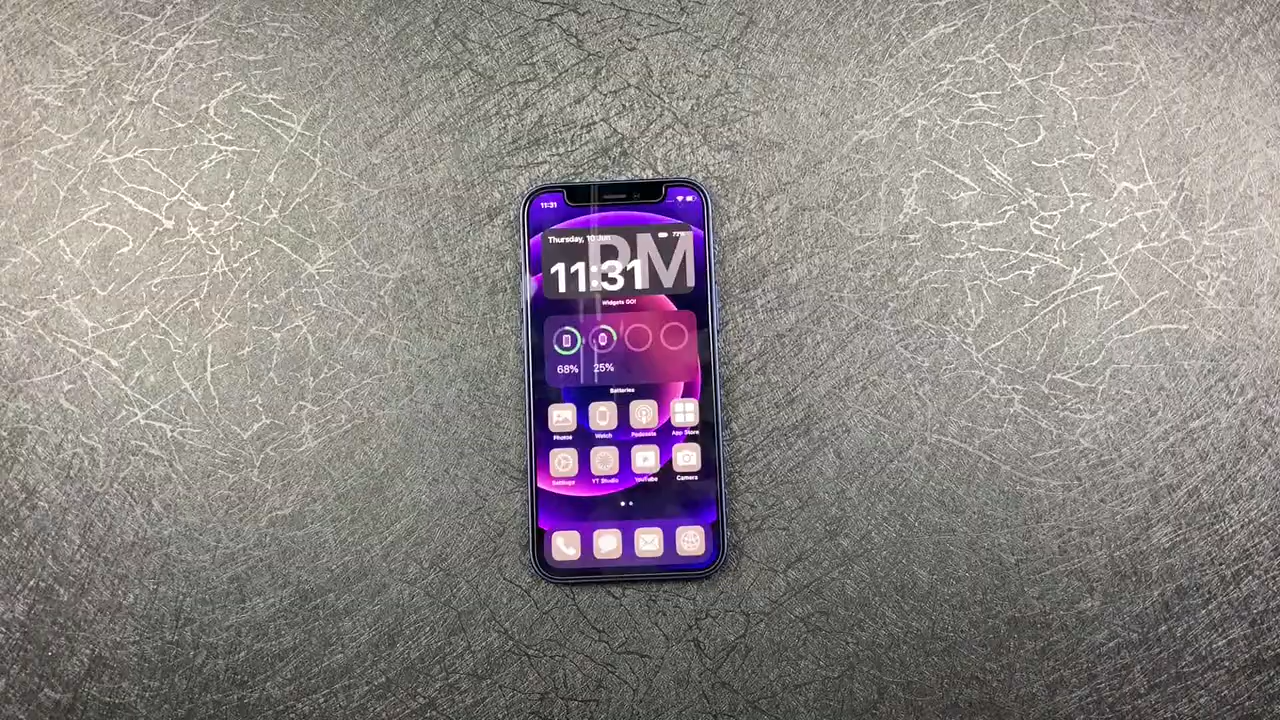 11:31
Thursday, 10 Jun
PM
11:31
Widgets GO!
68% 25%
Batteries
Photos Watch Podcasts App Store
Settings YT Studio YouTube Camera